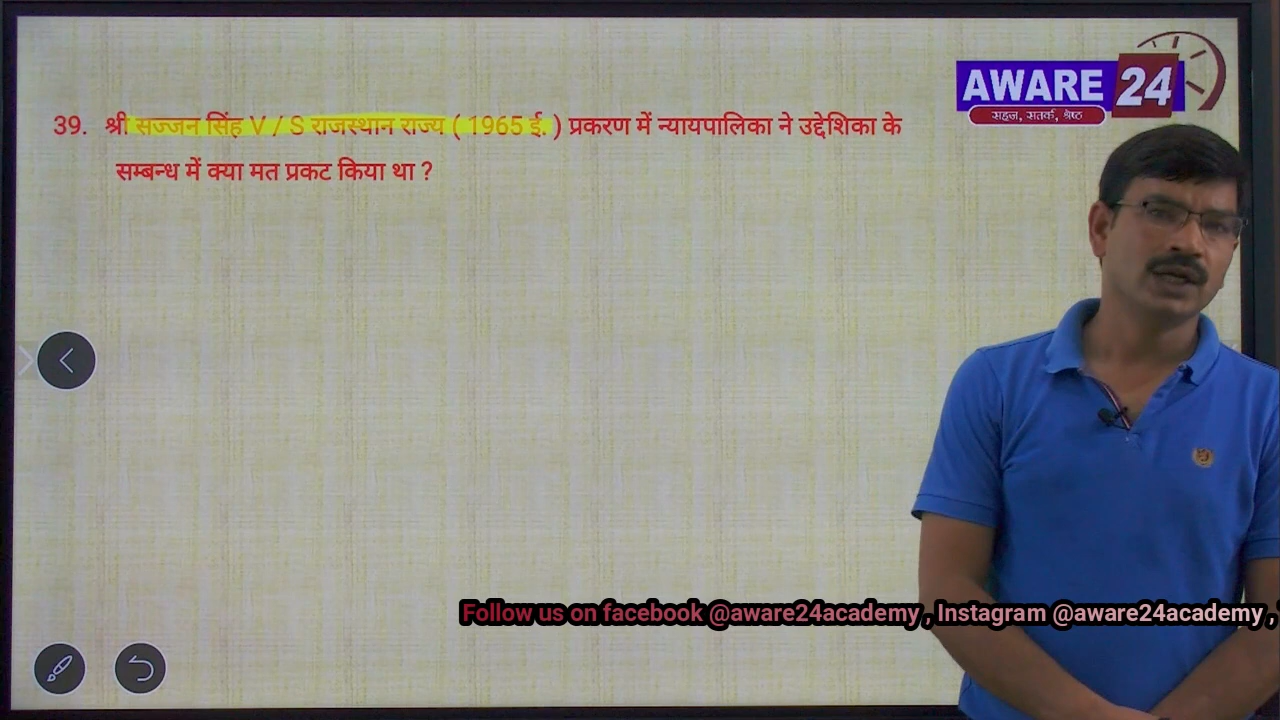 AWARE 24
सहज, सतर्क, श्रेष्ठ
39. श्री सज्जन सिंह V / S राजस्थान राज्य ( 1965 ई. ) प्रकरण में न्यायपालिका ने उद्देशिका के
सम्बन्ध में क्या मत प्रकट किया था ?
Follow us on facebook @aware24academy , Instagram @aware24academy ,